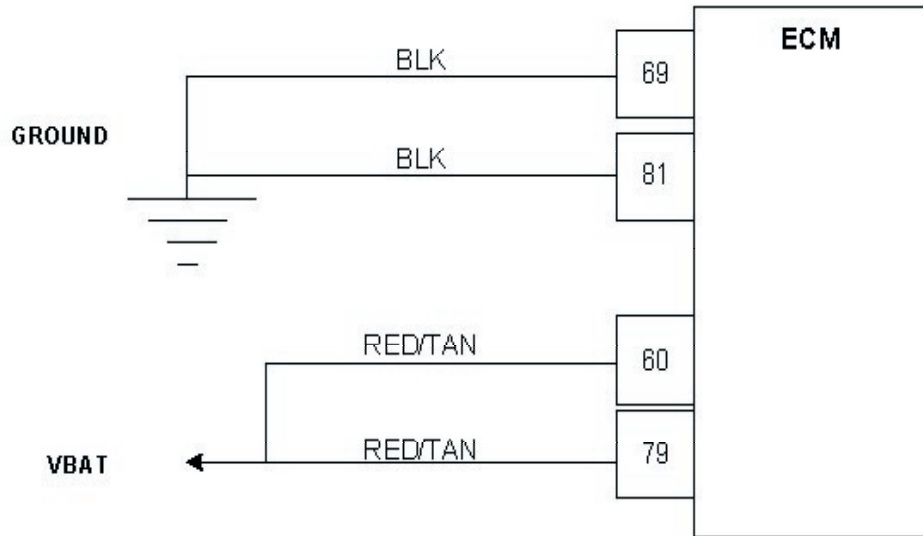 ECM
BLK
69
GROUND
BLK
81
RED/TAN
60
VBAT
RED/TAN
79